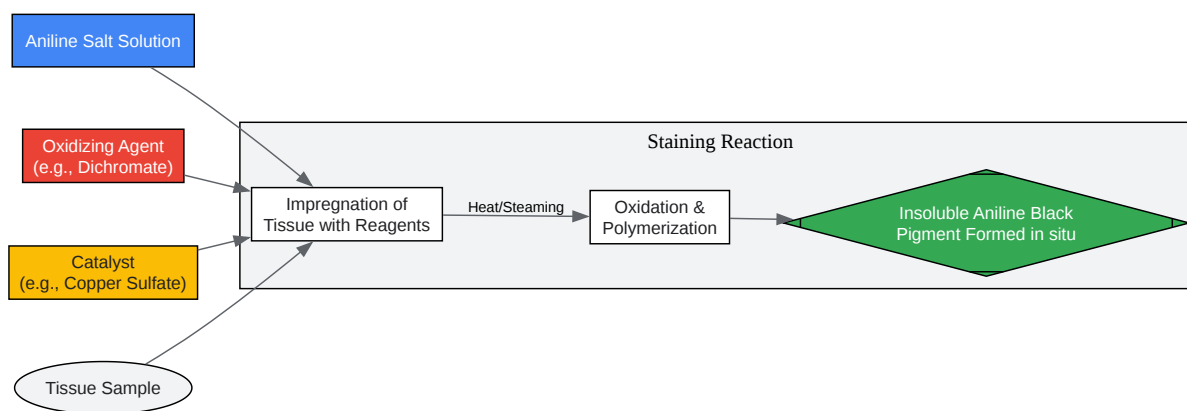 Aniline Salt Solution
Oxidizing Agent
(e.g., Dichromate)
Catalyst
(e.g., Copper Sulfate)
Tissue Sample
Staining Reaction
Impregnation of
Tissue with Reagents
Heat/Steaming
Oxidation &
Polymerization
Insoluble Aniline Black
Pigment Formed in situ